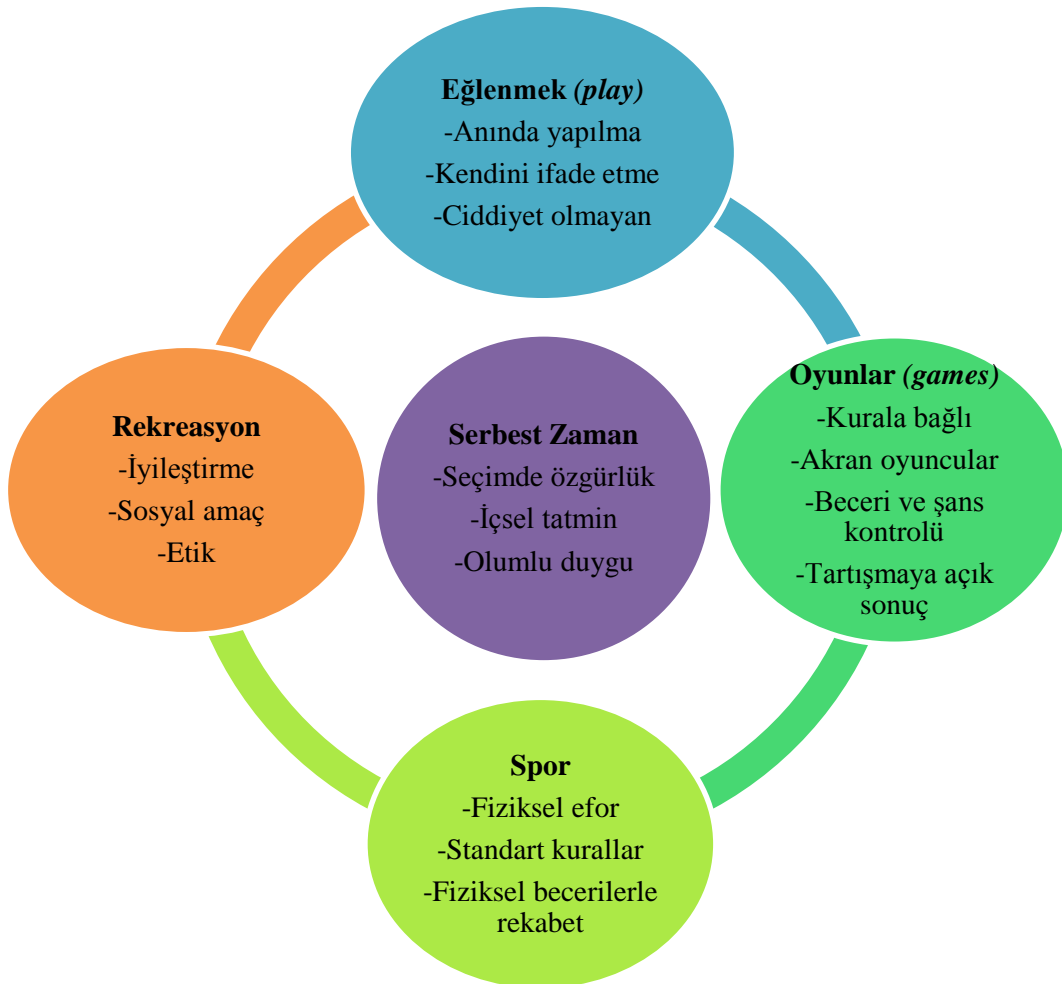 Eğlenmek (play)
-Anında yapılma
-Kendini ifade etme
-Ciddiyet olmayan
Rekreasyon
-İyileştirme
-Sosyal amaç
-Etik
Serbest Zaman
-Seçimde özgürlük
-İçsel tatmin
-Olumlu duygu
Oyunlar (games)
-Kurala bağlı
-Akran oyuncular
-Beceri ve şans
kontrolü
-Tartışmaya açık
sonuç
Spor
-Fiziksel efor
-Standart kurallar
-Fiziksel becerilerle
rekabet